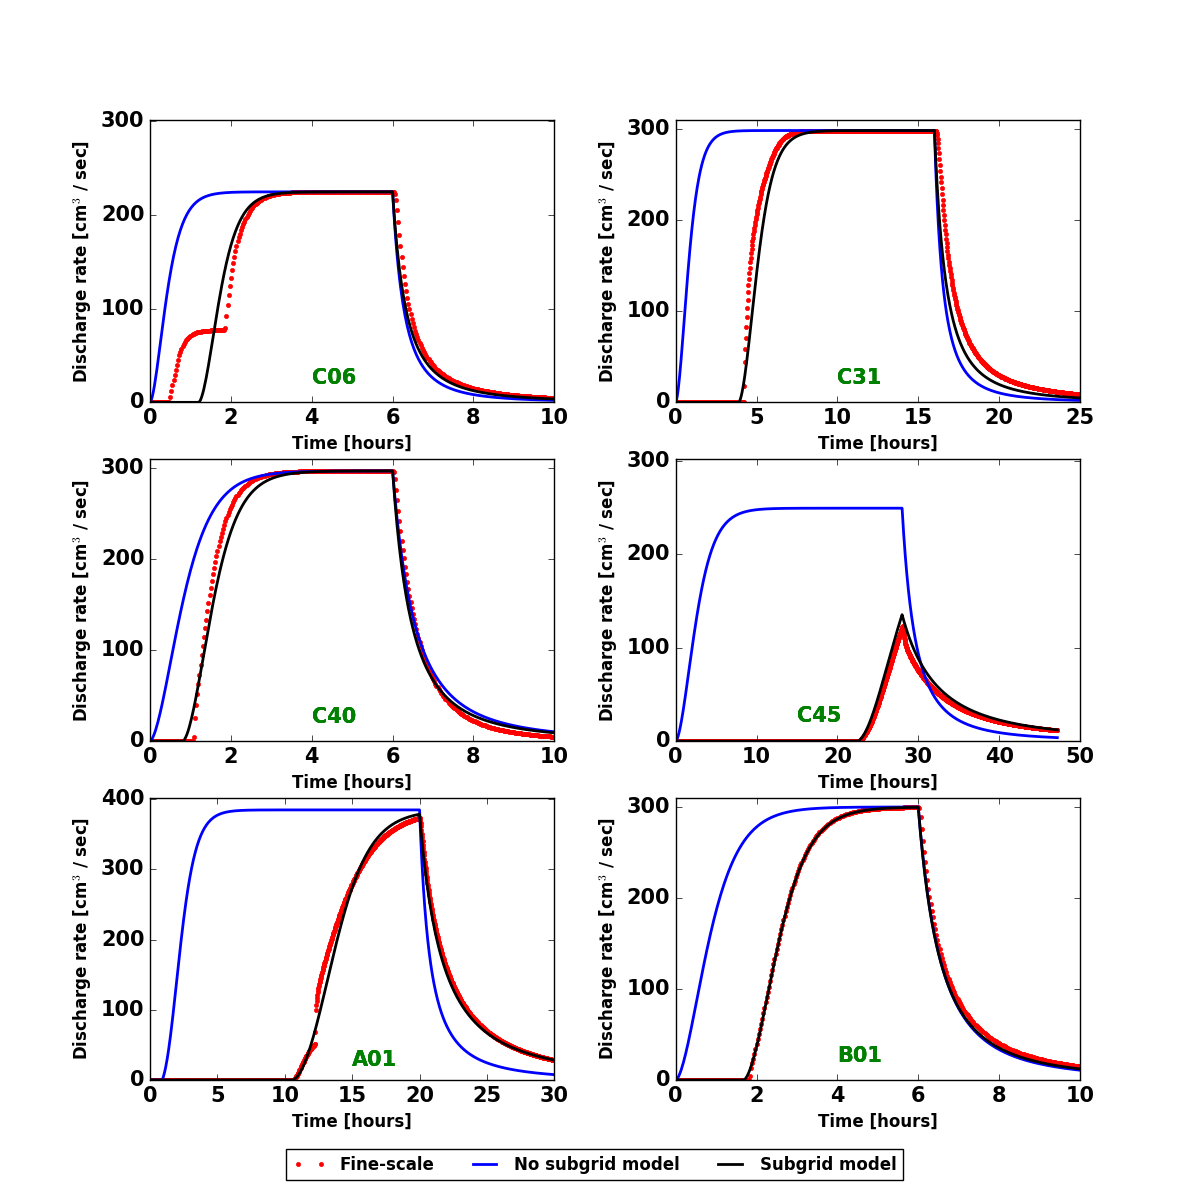 300
200
100
0
Discharge rate [cm³ / sec]
C06
0 2 4 6 8 10
Time [hours]
300
200
100
0
Discharge rate [cm³ / sec]
C31
0 5 10 15 20 25
Time [hours]
300
200
100
0
Discharge rate [cm³ / sec]
C40
0 2 4 6 8 10
Time [hours]
300
200
100
0
Discharge rate [cm³ / sec]
C45
0 10 20 30 40 50
Time [hours]
400
300
200
100
0
Discharge rate [cm³ / sec]
A01
0 5 10 15 20 25 30
Time [hours]
300
200
100
0
Discharge rate [cm³ / sec]
B01
0 2 4 6 8 10
Time [hours]
Fine-scale No subgrid model Subgrid model